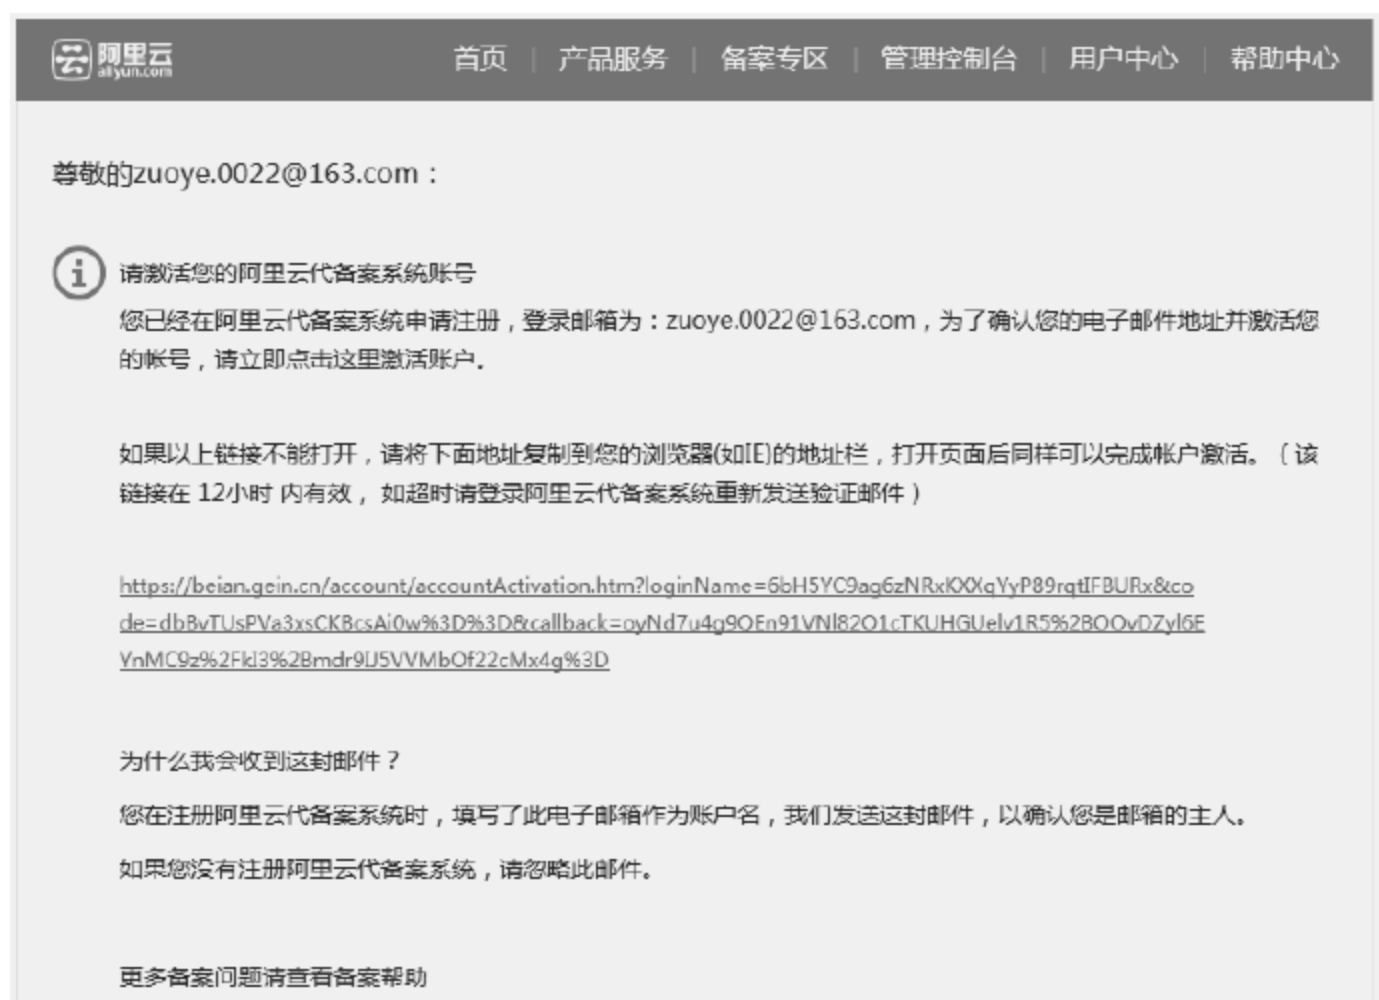 阿里云
aliyun.com
首页 | 产品服务 | 备案专区 | 管理控制台 | 用户中心 | 帮助中心
尊敬的zuoye.0022@163.com：
请激活您的阿里云代备案系统账号
您已经在阿里云代备案系统申请注册，登录邮箱为：zuoye.0022@163.com，为了确认您的电子邮件地址并激活您
的帐号，请立即点击这里激活账户。
如果以上链接不能打开，请将下面地址复制到您的浏览器(如IE)的地址栏，打开页面后同样可以完成帐户激活。（该
链接在 12小时 内有效， 如超时请登录阿里云代备案系统重新发送验证邮件）
https://beian.gein.cn/account/accountActivation.htm?loginName=6bH5YC9ag6zNRxKXXqYyP89rqtIFBURx&co
de=dbBvTUsPVa3xsCKBcsAi0w%3D%3D&callback=oyNd7u4g9OEn91VNl82O1cTKUHGUelv1R5%2BOOvDZyl6E
VnMC9z%2FkI3%2Bmdr9IJ5VVMbOf22cMx4g%3D
为什么我会收到这封邮件？
您在注册阿里云代备案系统时，填写了此电子邮箱作为账户名，我们发送这封邮件，以确认您是邮箱的主人。
如果您没有注册阿里云代备案系统，请忽略此邮件。
更多备案问题请查看备案帮助